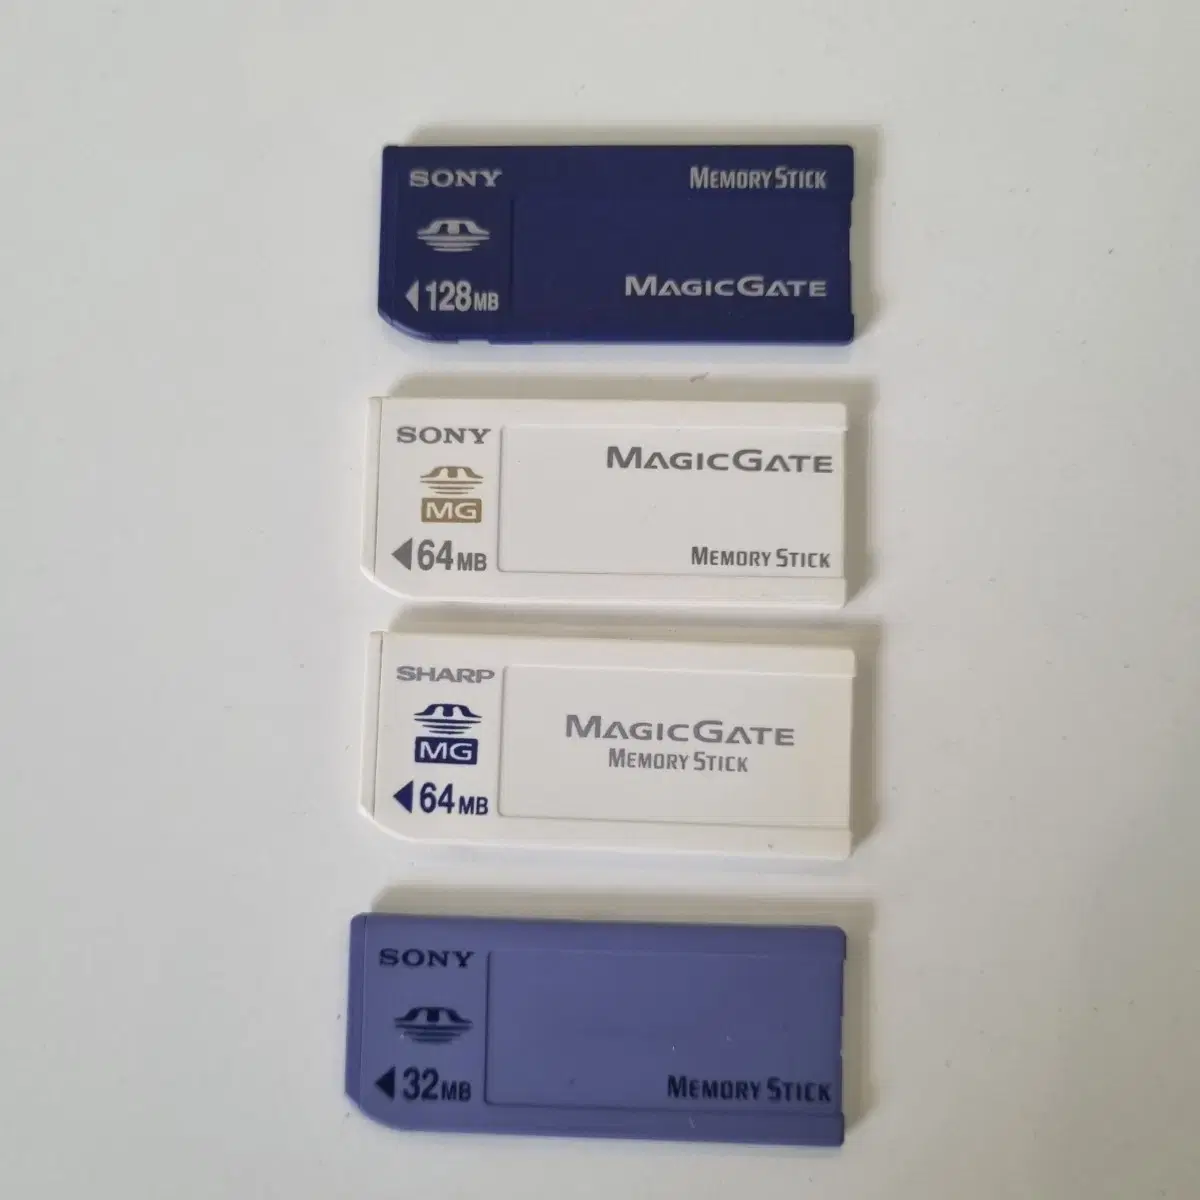 SONY
MEMORY STICK
MAGICGATE
128MB
SONY
MAGICGATE
MG
64MB
MEMORY STICK
SHARP
MAGICGATE
MEMORY STICK
MG
64MB
SONY
32MB
MEMORY STICK